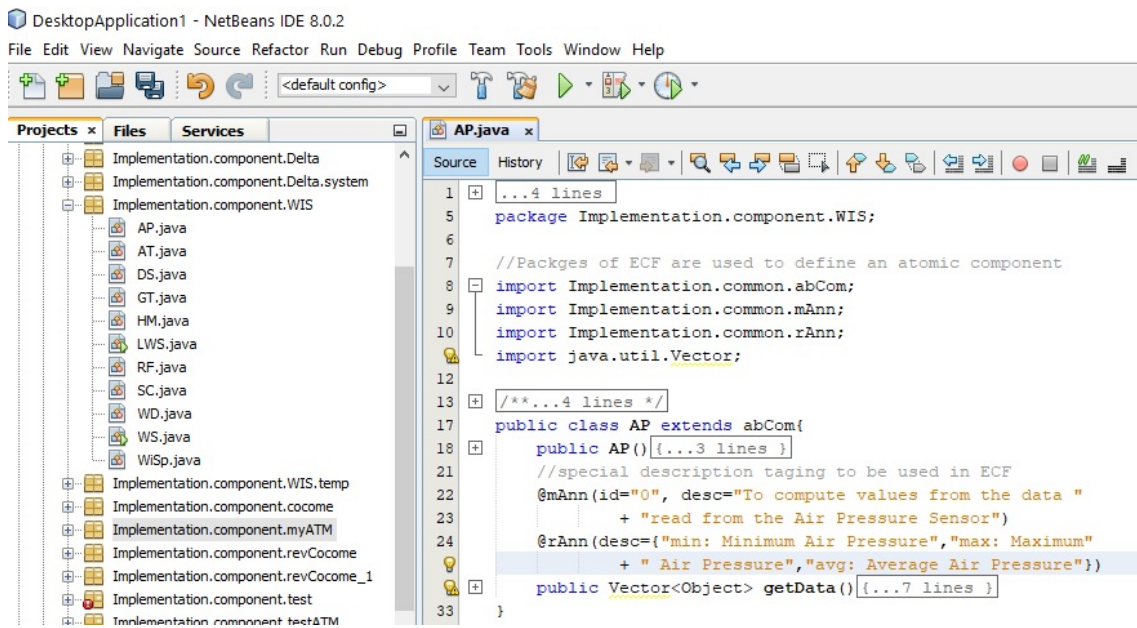 DesktopApplication1 - NetBeans IDE 8.0.2
File Edit View Navigate Source Refactor Run Debug Profile Team Tools Window Help
<default config>
Projects × Files Services
Implementation.component.Delta
Implementation.component.Delta.system
Implementation.component.WIS
AP.java
AT.java
DS.java
GT.java
HM.java
LWS.java
RF.java
SC.java
WD.java
WS.java
WiSp.java
Implementation.component.WIS.temp
Implementation.component.cocome
Implementation.component.myATM
Implementation.component.revCocome
Implementation.component.revCocome_1
Implementation.component.test
Implementation.component.testATM
AP.java ×
Source History
1 ...4 lines
5 package Implementation.component.WIS;
6
7 //Packges of ECF are used to define an atomic component
8 import Implementation.common.abCom;
9 import Implementation.common.mAnn;
10 import Implementation.common.rAnn;
import java.util.Vector;
12
13 /**...4 lines */
17 public class AP extends abCom{
18 public AP(){...3 lines }
21 //special description taging to be used in ECF
22 @mAnn(id="0", desc="To compute values from the data "
23 + "read from the Air Pressure Sensor")
24 @rAnn(desc={"min: Minimum Air Pressure","max: Maximum"
+ " Air Pressure","avg: Average Air Pressure"})
public Vector<Object> getData(){...7 lines }
33 }